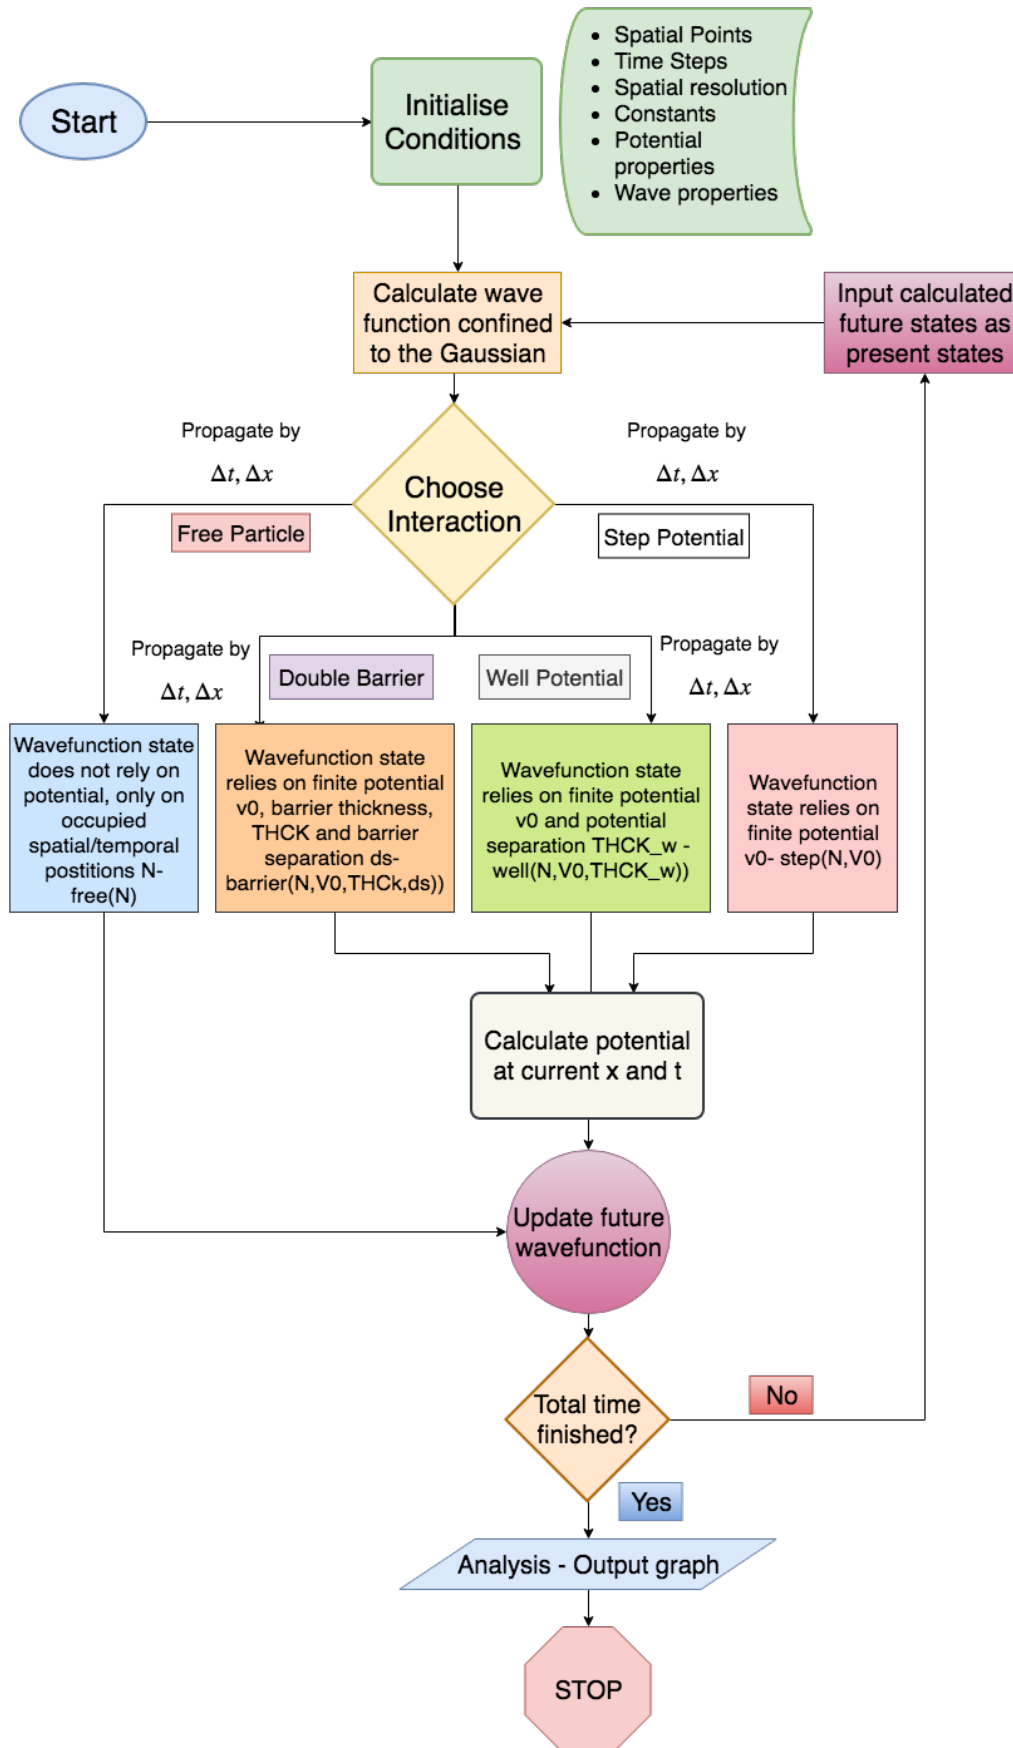 Start
Initialise
Conditions
• Spatial Points
• Time Steps
• Spatial resolution
• Constants
• Potential
properties
• Wave properties
Calculate wave
function confined
to the Gaussian
Input calculated
future states as
present states
Propagate by
Δt, Δx
Choose
Interaction
Propagate by
Δt, Δx
Free Particle
Step Potential
Propagate by
Δt, Δx
Double Barrier
Well Potential
Propagate by
Δt, Δx
Wavefunction state
does not rely on
potential, only on
occupied
spatial/temporal
postitions N-
free(N)
Wavefunction state
relies on finite potential
v0, barrier thickness,
THCK and barrier
separation ds-
barrier(N,V0,THCk,ds))
Wavefunction state
relies on finite potential
v0 and potential
separation THCK_w -
well(N,V0,THCK_w))
Wavefunction
state relies on
finite potential
v0- step(N,V0)
Calculate potential
at current x and t
Update future
wavefunction
Total time
finished?
No
Yes
Analysis - Output graph
STOP